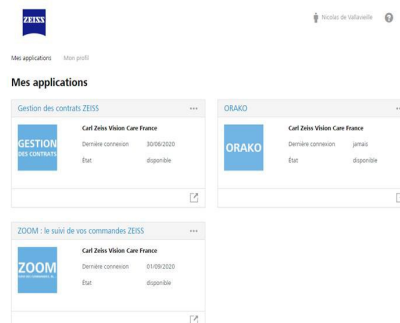 ZEISS
Nicolas de Vallavieille
Mes applications Mon profil
Mes applications
Gestion des contrats ZEISS
GESTION
DES CONTRATS
Carl Zeiss Vision Care France
Dernière connexion 30/06/2020
État disponible
ORAKO
ORAKO
Carl Zeiss Vision Care France
Dernière connexion jamais
État disponible
ZOOM : le suivi de vos commandes ZEISS
ZOOM
Carl Zeiss Vision Care France
Dernière connexion 01/09/2020
État disponible